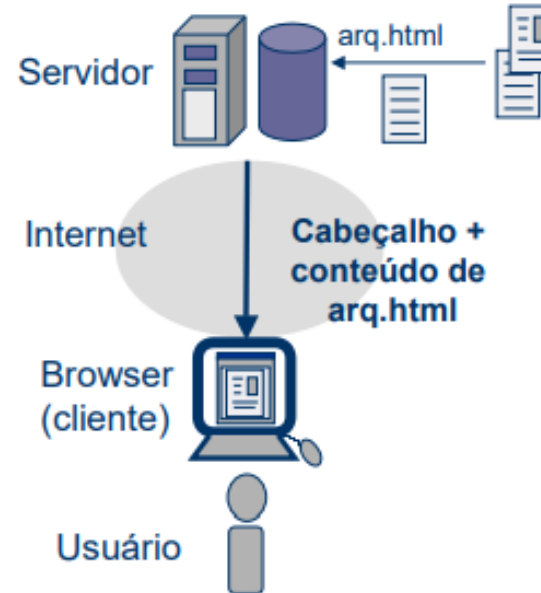 arq.html
Servidor
Internet
Cabeçalho +
conteúdo de
arq.html
Browser
(cliente)
Usuário